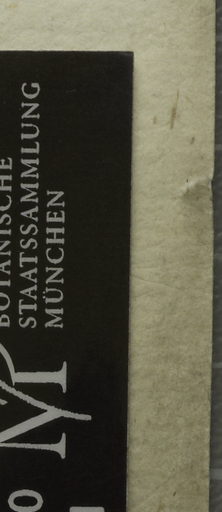 BOTANISCHE
STAATSSAMMLUNG
MÜNCHEN
M